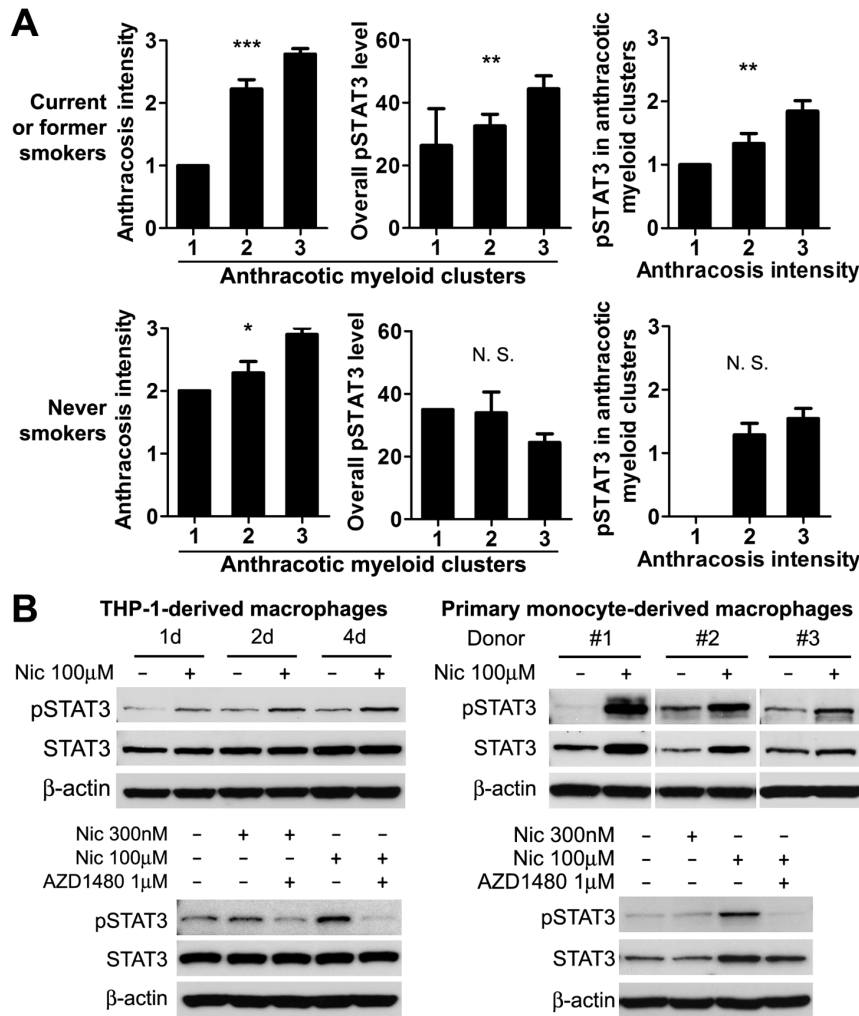 A
Current
or former
smokers
Anthracosis intensity
3
2
1
0
***
1 2 3
Overall pSTAT3 level
60
40
20
0
**
1 2 3
Anthracotic myeloid clusters
pSTAT3 in anthracotic
myeloid clusters
3
2
1
0
**
1 2 3
Anthracosis intensity
Never
smokers
Anthracosis intensity
3
2
1
0
*
1 2 3
Overall pSTAT3 level
60
40
20
0
N. S.
1 2 3
Anthracotic myeloid clusters
pSTAT3 in anthracotic
myeloid clusters
3
2
1
0
N. S.
1 2 3
Anthracosis intensity
B
THP-1-derived macrophages
1d 2d 4d
Nic 100μM – + – + – +
pSTAT3
STAT3
β-actin
Nic 300nM – + + – –
Nic 100μM – – – + +
AZD1480 1μM – – + – +
pSTAT3
STAT3
β-actin
Primary monocyte-derived macrophages
Donor #1 #2 #3
Nic 100μM – + – + – +
pSTAT3
STAT3
β-actin
Nic 300nM – + – –
Nic 100μM – – + +
AZD1480 1μM – – – +
pSTAT3
STAT3
β-actin